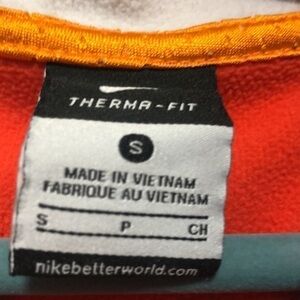 THERMA-FIT
S
MADE IN VIETNAM
FABRIQUE AU VIETNAM
S P CH
nikebetterworld.com